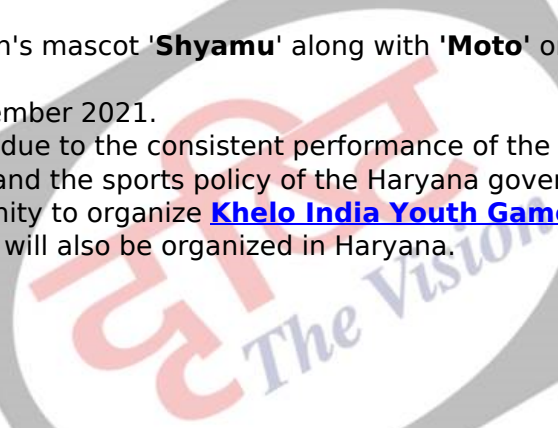 n's mascot 'Shyamu' along with 'Moto' o
ember 2021.
due to the consistent performance of the
and the sports policy of the Haryana gover
nity to organize Khelo India Youth Game
will also be organized in Haryana.
दृष्टि
The Vision